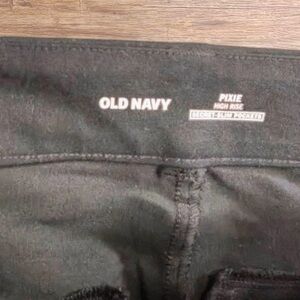 OLD NAVY
PIXIE
HIGH RISE
SECRET-SLIM POCKETS